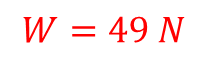 W = 49 N